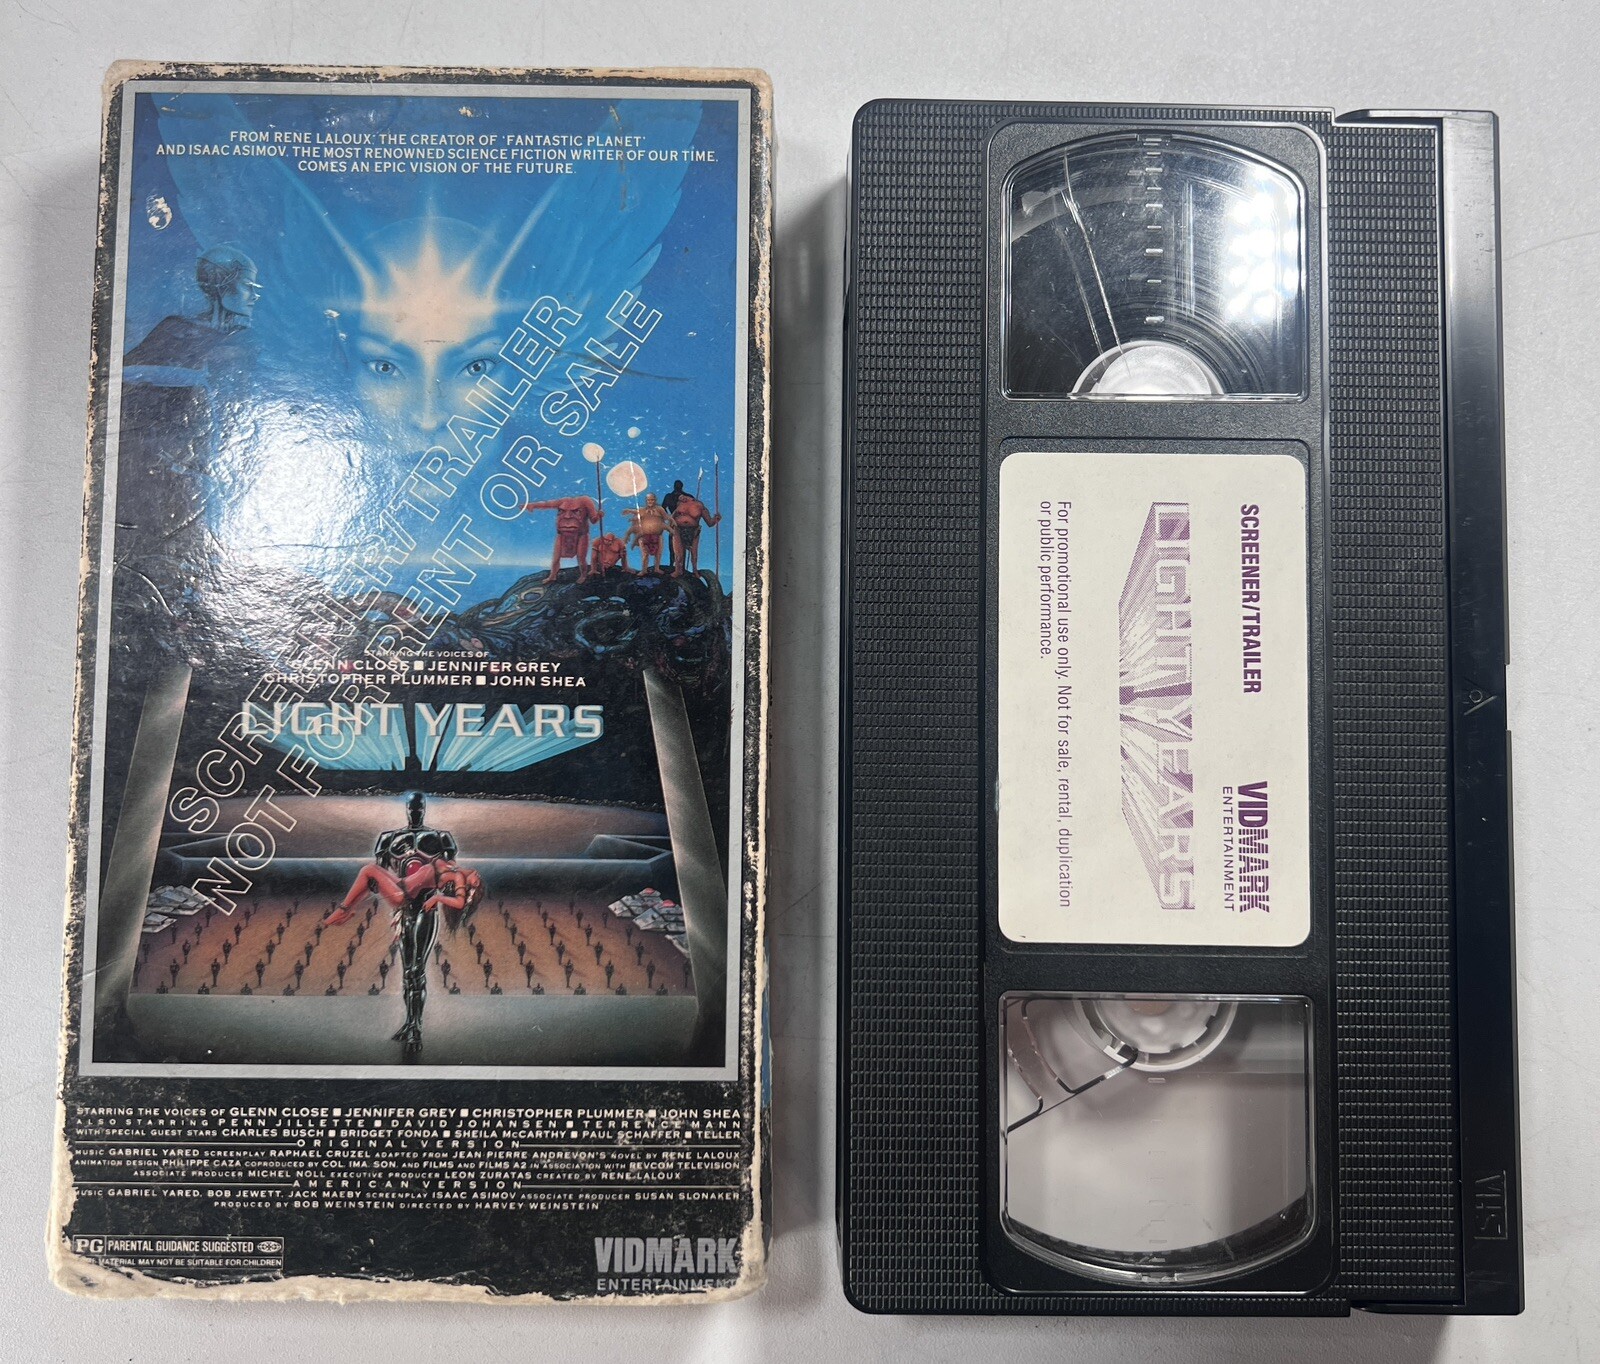 FROM RENE LALOUX, THE CREATOR OF 'FANTASTIC PLANET'
AND ISAAC ASIMOV, THE MOST RENOWNED SCIENCE FICTION WRITER OF OUR TIME,
COMES AN EPIC VISION OF THE FUTURE.
SCREENER/TRAILER
NOT FOR RENT OR SALE
STARRING THE VOICES OF
GLENN CLOSE ■ JENNIFER GREY
CHRISTOPHER PLUMMER ■ JOHN SHEA
LIGHT YEARS
STARRING THE VOICES OF GLENN CLOSE ■ JENNIFER GREY ■ CHRISTOPHER PLUMMER ■ JOHN SHEA
ALSO STARRING PENN JILLETTE ■ DAVID JOHANSEN ■ TERRENCE MANN
WITH SPECIAL GUEST STARS CHARLES BUSCH ■ BRIDGET FONDA ■ SHEILA McCARTHY ■ PAUL SCHAFFER ■ TELLER
ORIGINAL VERSION
MUSIC GABRIEL YARED SCREENPLAY RAPHAEL CRUZEL ADAPTED FROM JEAN PIERRE ANDREVON'S NOVEL BY RENE LALOUX
ANIMATION DESIGN PHILIPPE CAZA COPRODUCED BY COL. IMA. SON. AND FILMS AND FILMS A2 IN ASSOCIATION WITH REVCOM TELEVISION
ASSOCIATE PRODUCER MICHEL NOLL EXECUTIVE PRODUCER LEON ZURATAS CREATED BY RENE LALOUX
AMERICAN VERSION
MUSIC GABRIEL YARED, BOB JEWETT, JACK MAEBY SCREENPLAY ISAAC ASIMOV ASSOCIATE PRODUCER SUSAN SLONAKER
PRODUCED BY BOB WEINSTEIN DIRECTED BY HARVEY WEINSTEIN
PG PARENTAL GUIDANCE SUGGESTED
MATERIAL MAY NOT BE SUITABLE FOR CHILDREN
VIDMARK
ENTERTAINMENT
SCREENER/TRAILER
VIDMARK
ENTERTAINMENT
LIGHT YEARS
For promotional use only. Not for sale, rental, duplication
or public performance.
VHS